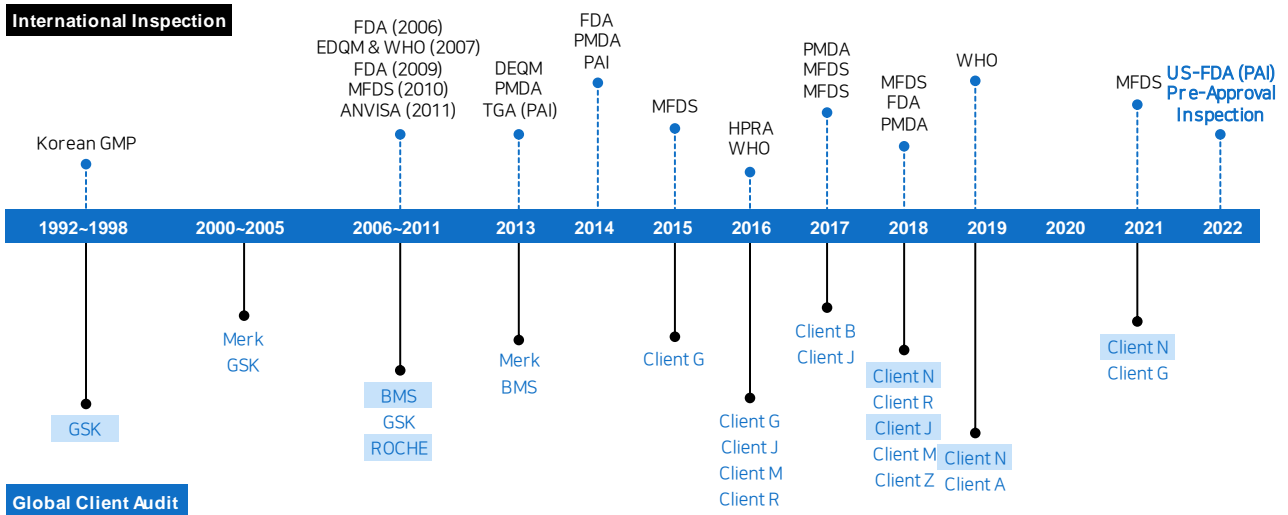 International Inspection
Korean GMP
FDA (2006)
EDQM & WHO (2007)
FDA (2009)
MFDS (2010)
ANVISA (2011)
DEQM
PMDA
TGA (PAI)
FDA
PMDA
PAI
MFDS
HPRA
WHO
PMDA
MFDS
MFDS
MFDS
FDA
PMDA
WHO
MFDS
US-FDA (PAI)
Pre-Approval
Inspection
1992~1998 2000~2005 2006~2011 2013 2014 2015 2016 2017 2018 2019 2020 2021 2022
GSK
Merk
GSK
BMS
GSK
ROCHE
Merk
BMS
Client G
Client G
Client J
Client M
Client R
Client B
Client J
Client N
Client R
Client J
Client M
Client Z
Client N
Client A
Client N
Client G
Global Client Audit